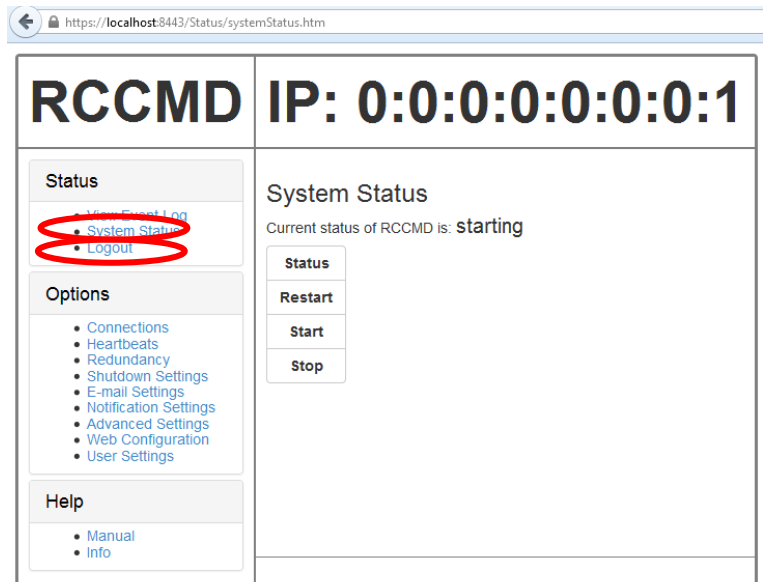 https://localhost:8443/Status/systemStatus.htm
RCCMD
IP: 0:0:0:0:0:0:0:1
Status
View Event Log
System Status
Logout
Options
Connections
Heartbeats
Redundancy
Shutdown Settings
E-mail Settings
Notification Settings
Advanced Settings
Web Configuration
User Settings
Help
Manual
Info
System Status
Current status of RCCMD is: starting
Status
Restart
Start
Stop